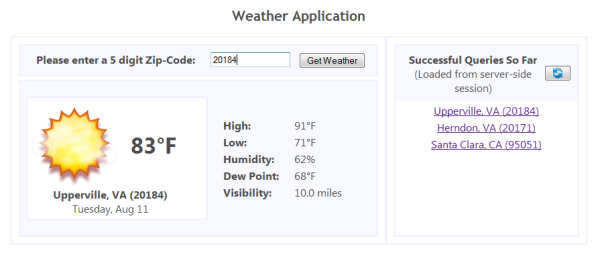 Weather Application
Please enter a 5 digit Zip-Code: 20184 Get Weather
83°F
Upperville, VA (20184)
Tuesday, Aug 11
High: 91°F
Low: 71°F
Humidity: 62%
Dew Point: 68°F
Visibility: 10.0 miles
Successful Queries So Far
(Loaded from server-side
session)
Upperville, VA (20184)
Herndon, VA (20171)
Santa Clara, CA (95051)